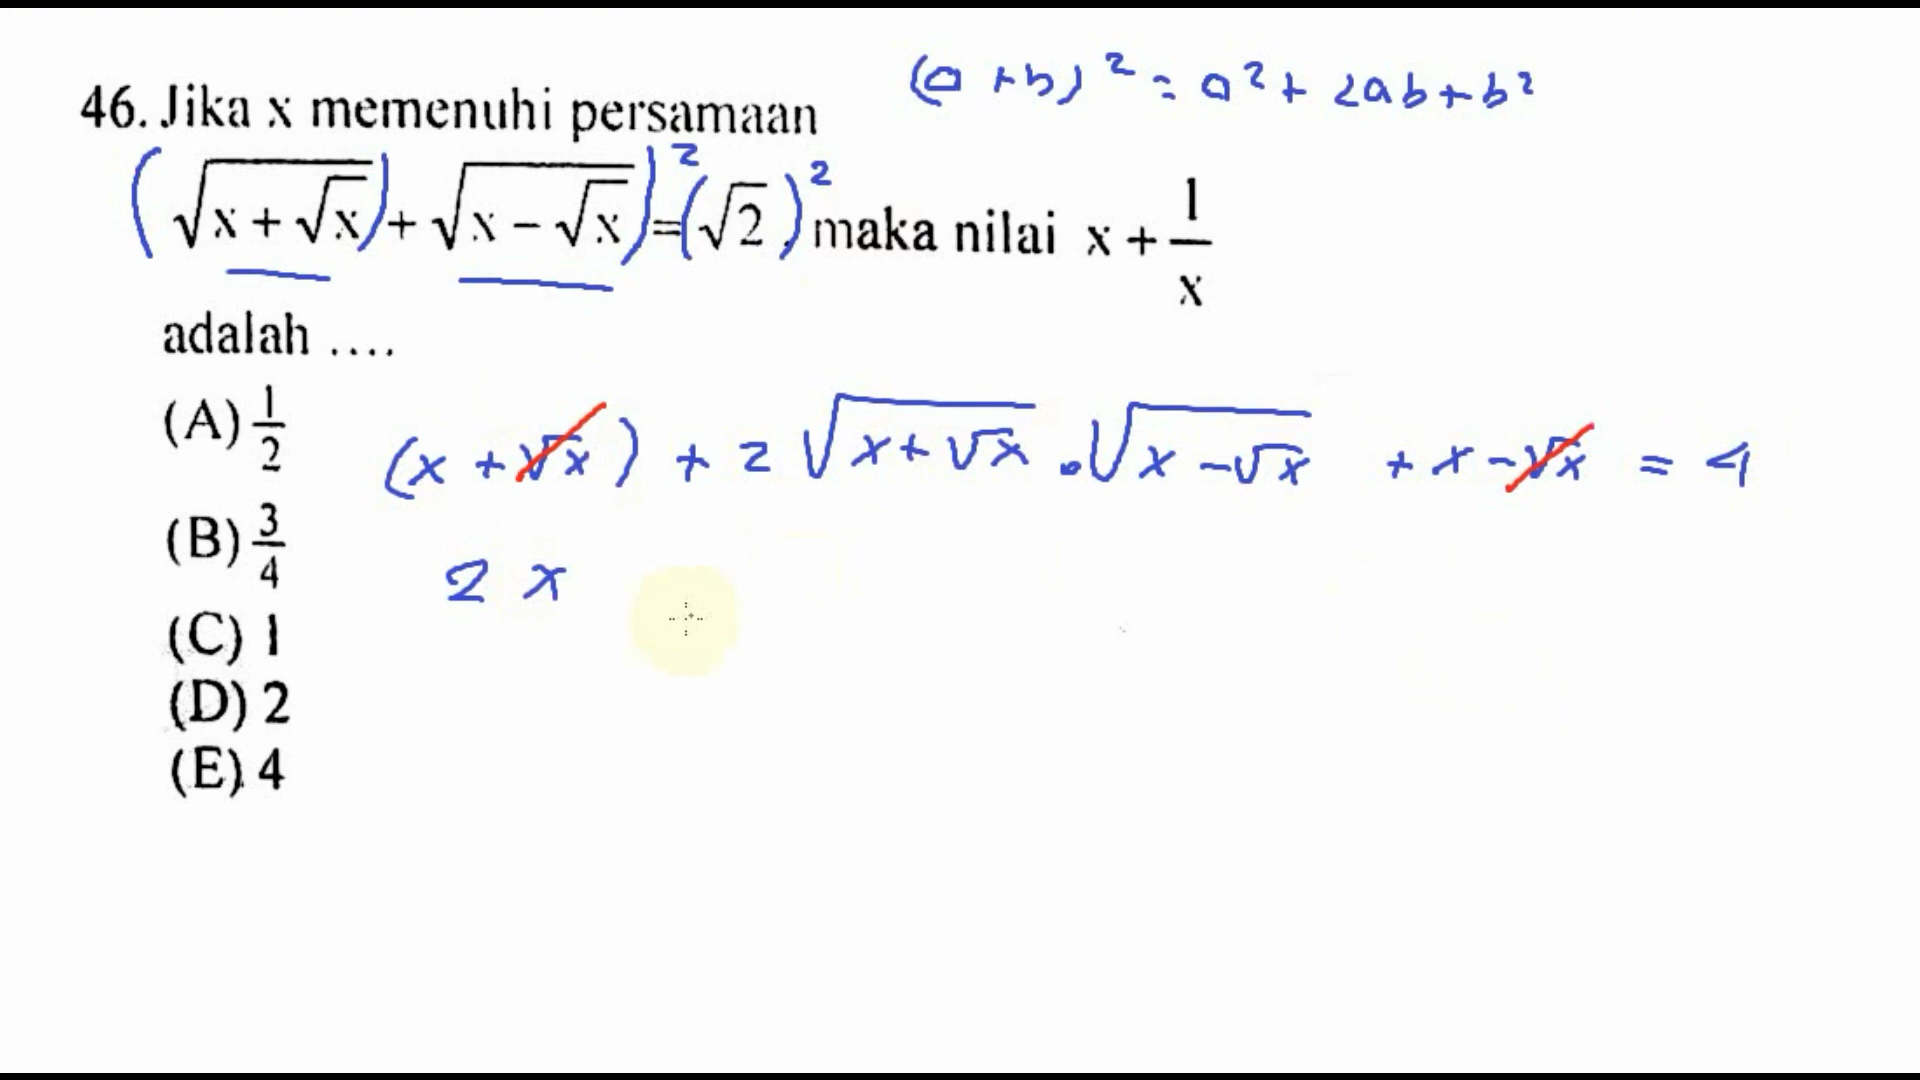 (a+b)² = a² + 2ab + b²
46. Jika x memenuhi persamaan
(√(x + √x)) + √(x − √x))² = (√2)² maka nilai x + 1/x
adalah ....
(A) 1/2
(x + √x) + 2 √(x+√x) . √(x−√x) + x − √x = 4
(B) 3/4
2x
(C) 1
(D) 2
(E) 4